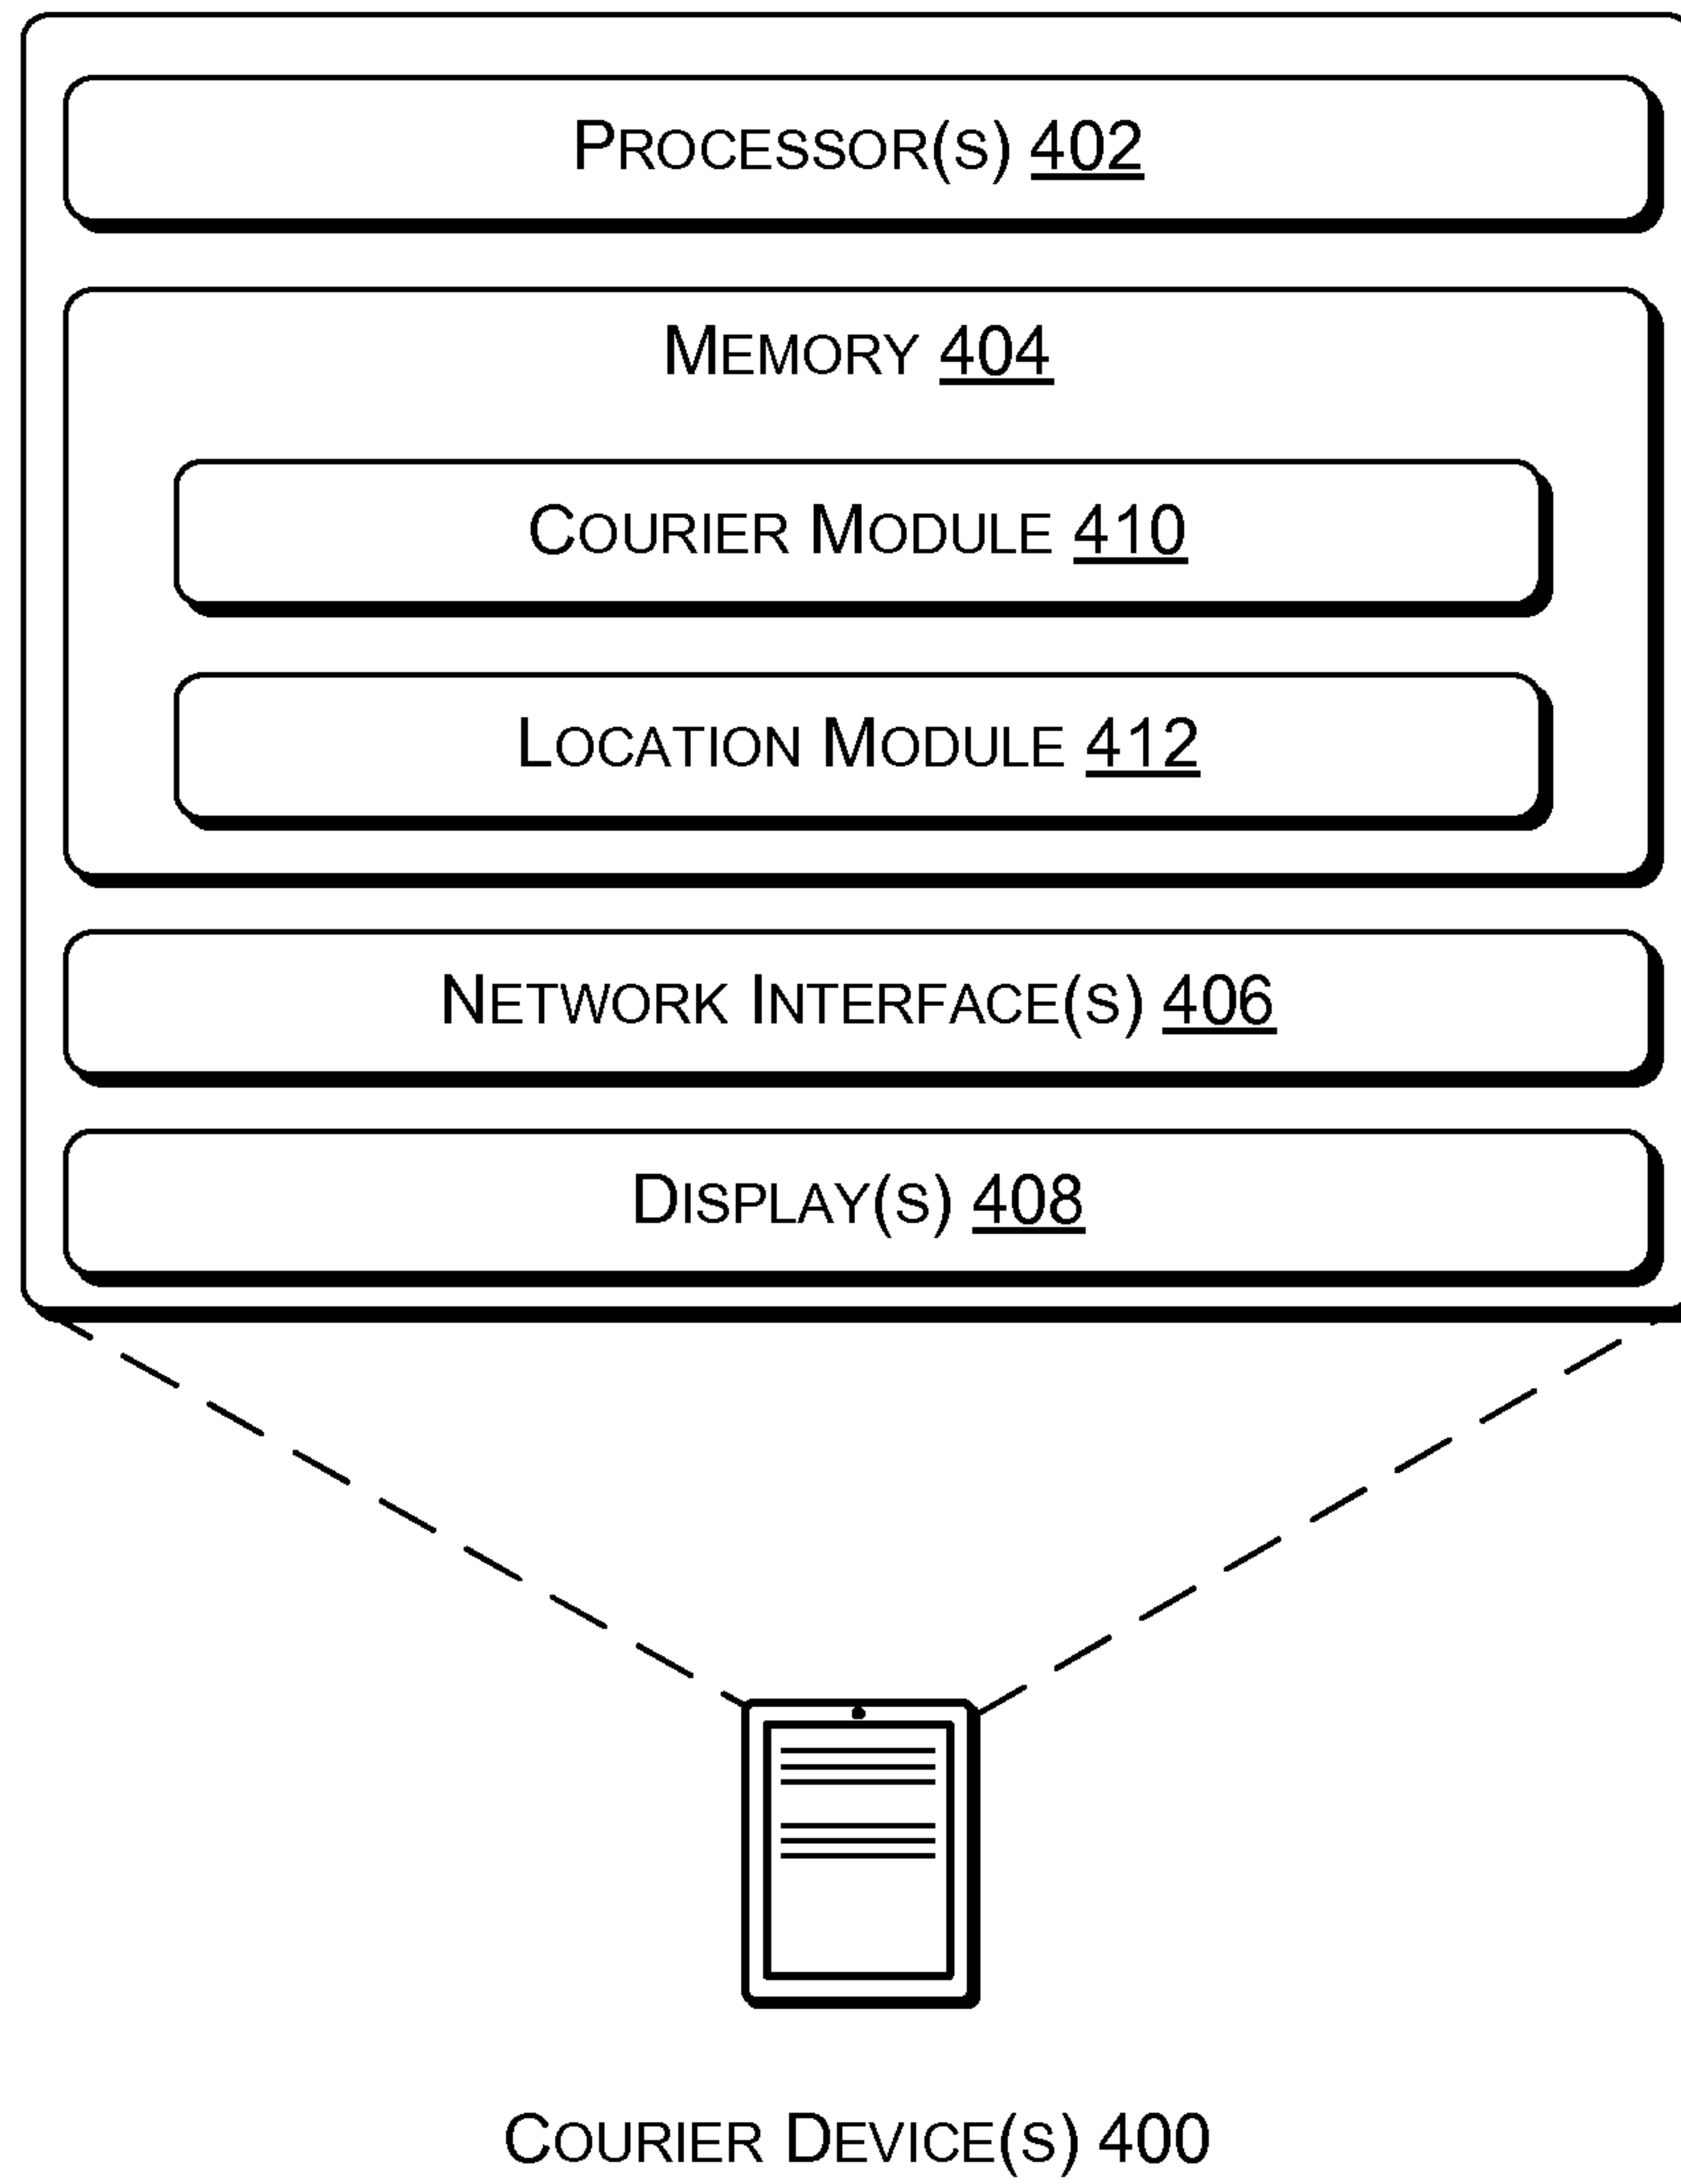 PROCESSOR(S) 402
MEMORY 404
COURIER MODULE 410
LOCATION MODULE 412
NETWORK INTERFACE(S) 406
DISPLAY(S) 408
COURIER DEVICE(S) 400